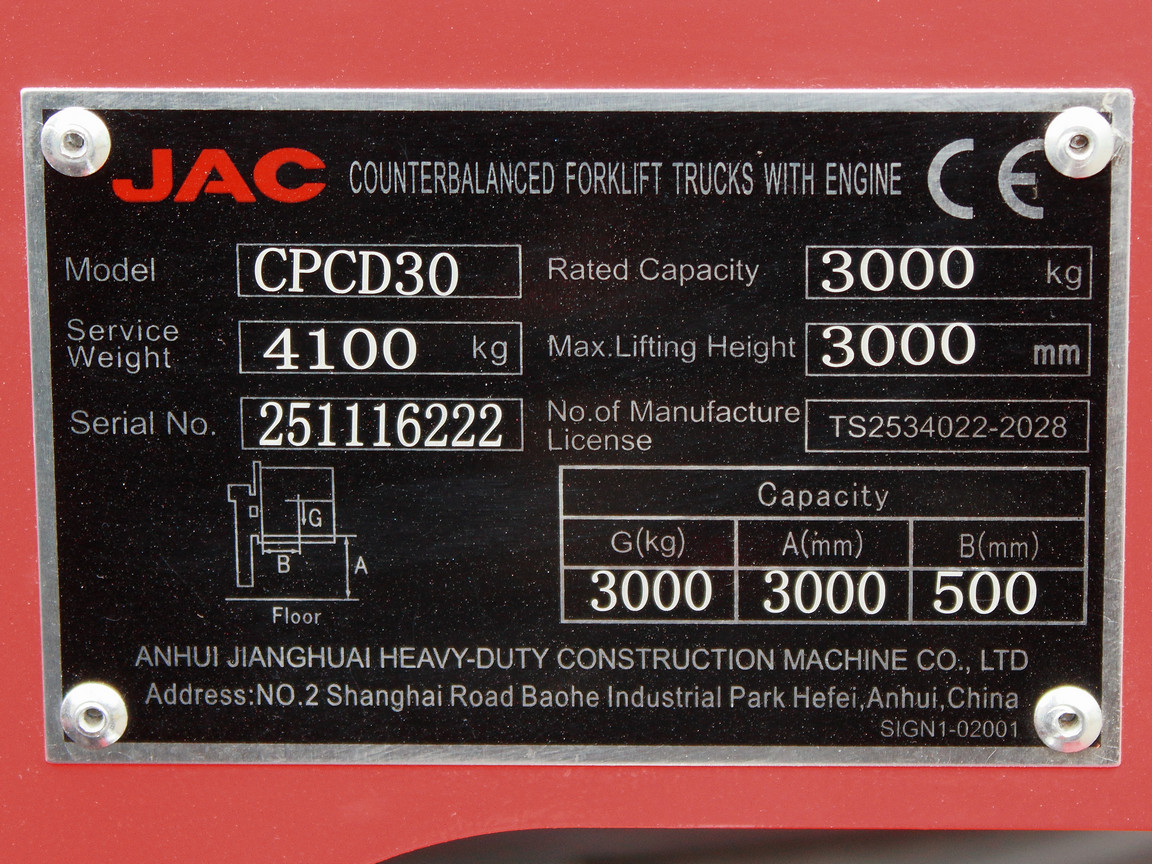 JAC COUNTERBALANCED FORKLIFT TRUCKS WITH ENGINE CE
Model CPCD30 Rated Capacity 3000 kg
Service Weight 4100 kg Max.Lifting Height 3000 mm
Serial No. 251116222 No.of Manufacture License TS2534022-2028
G
B
A
Floor
Capacity
G(kg) A(mm) B(mm)
3000 3000 500
ANHUI JIANGHUAI HEAVY-DUTY CONSTRUCTION MACHINE CO., LTD
Address:NO.2 Shanghai Road Baohe Industrial Park Hefei,Anhui,China
SIGN1-02001